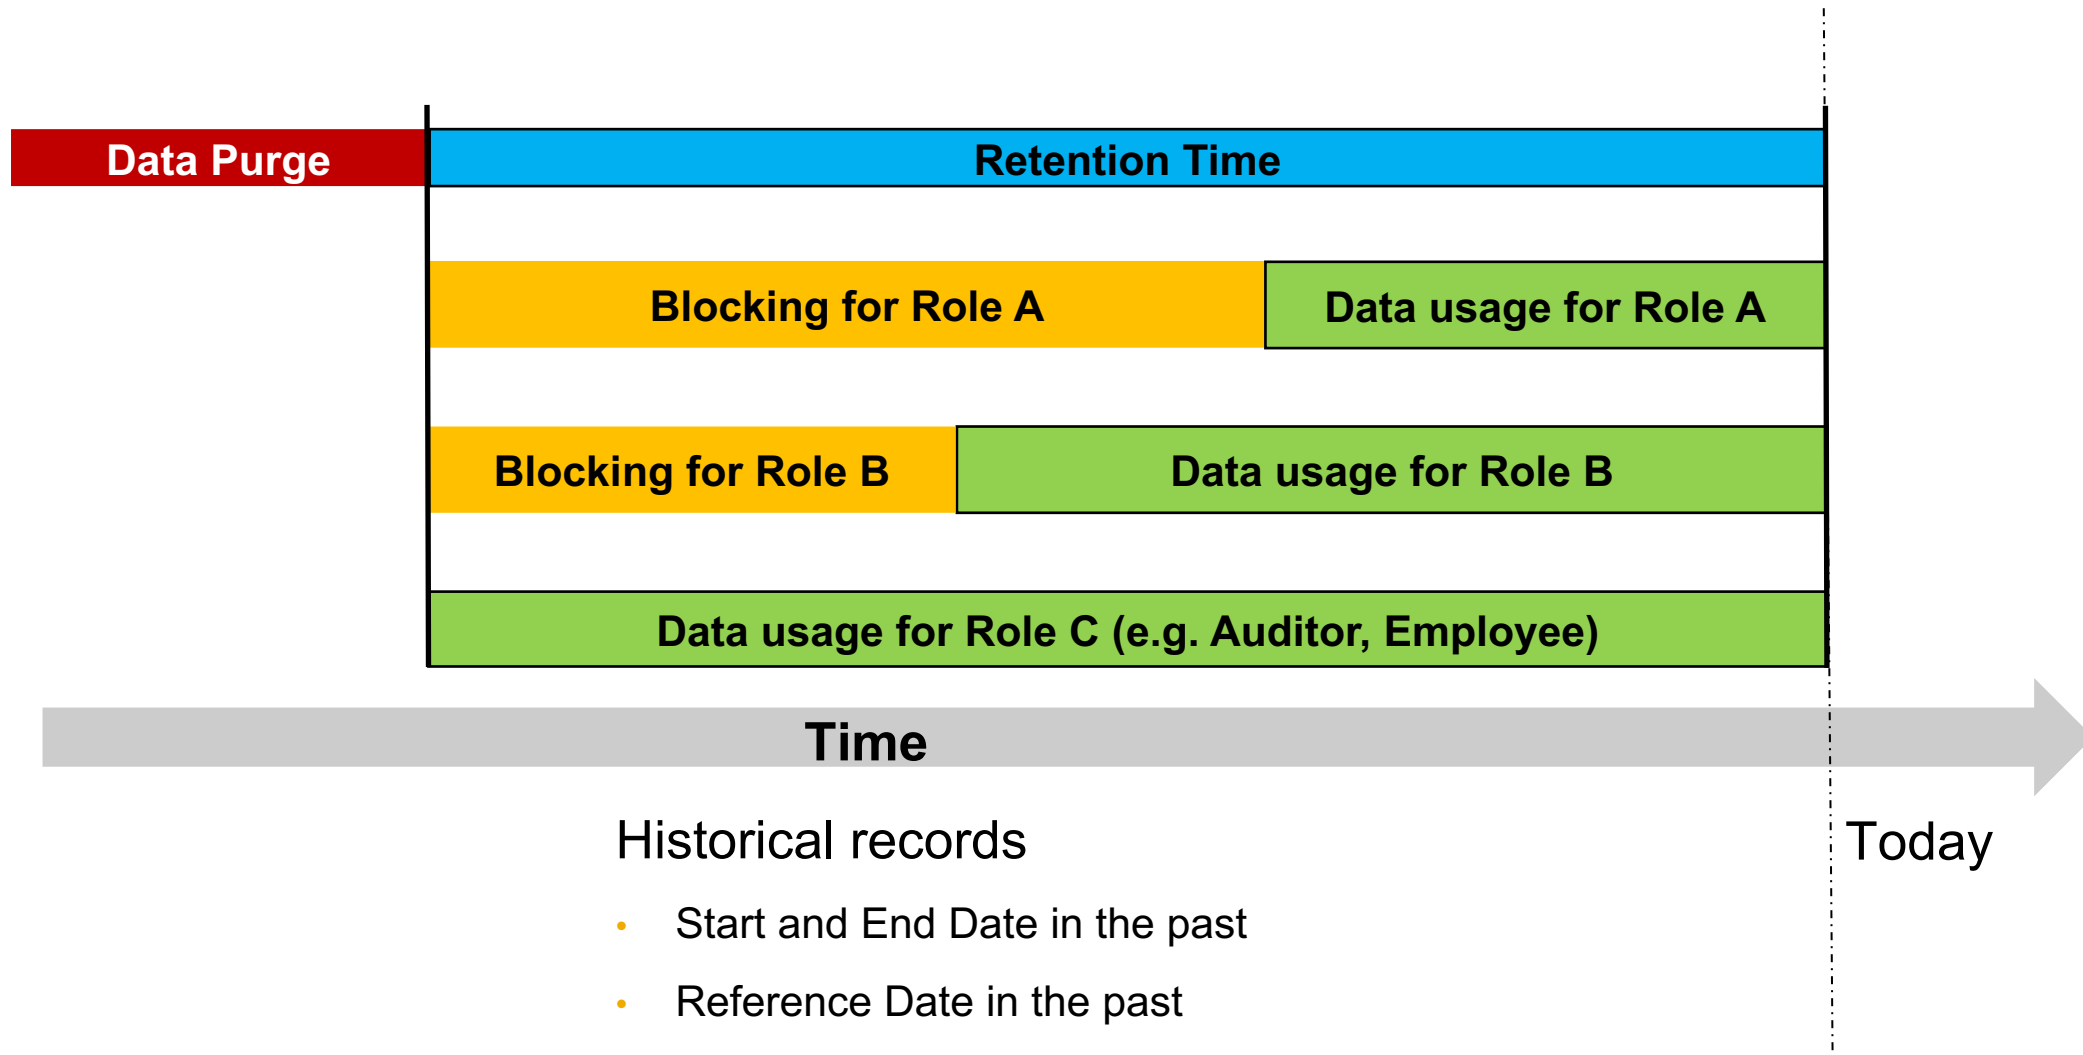 Data Purge
Retention Time
Blocking for Role A
Data usage for Role A
Blocking for Role B
Data usage for Role B
Data usage for Role C (e.g. Auditor, Employee)
Time
Historical records
Today
• Start and End Date in the past
• Reference Date in the past